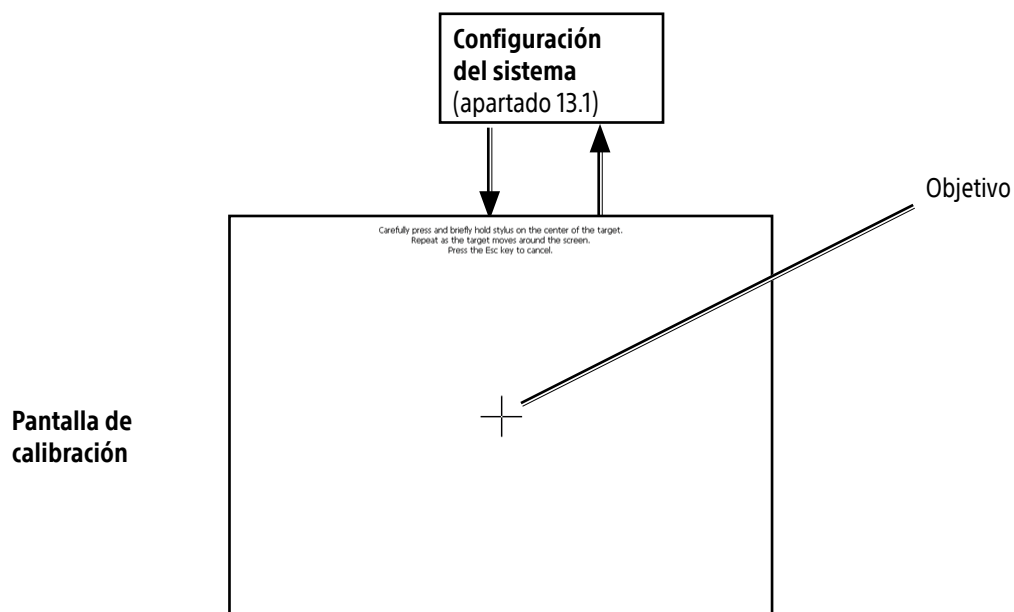 Configuración
del sistema
(apartado 13.1)
Objetivo
Carefully press and briefly hold stylus on the center of the target.
Repeat as the target moves around the screen.
Press the Esc key to cancel.
Pantalla de
calibración